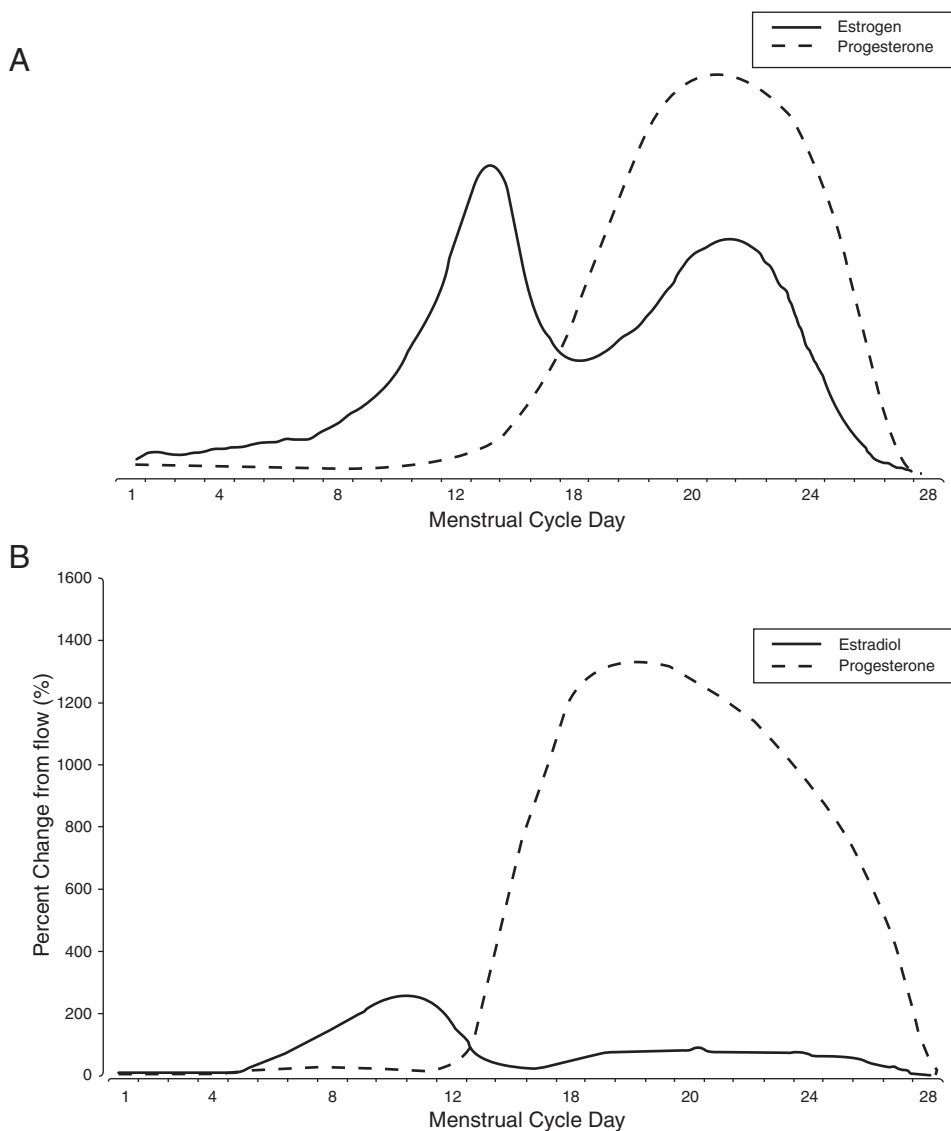 A
Estrogen
Progesterone
1 4 8 12 18 20 24 28
Menstrual Cycle Day
B
1600
1400
1200
1000
800
600
400
200
0
Percent Change from flow (%)
Estradiol
Progesterone
1 4 8 12 18 20 24 28
Menstrual Cycle Day